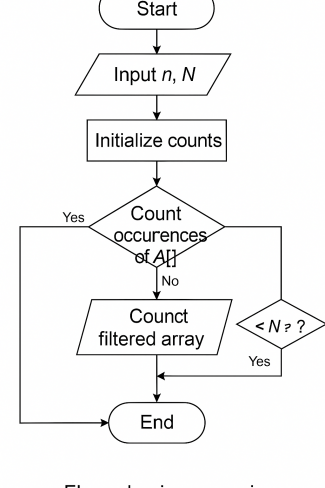 Start
Input n, N
Initialize counts
Yes
Count
occurences
of A[]
No
Counct
filtered array
< N ? ?
Yes
End